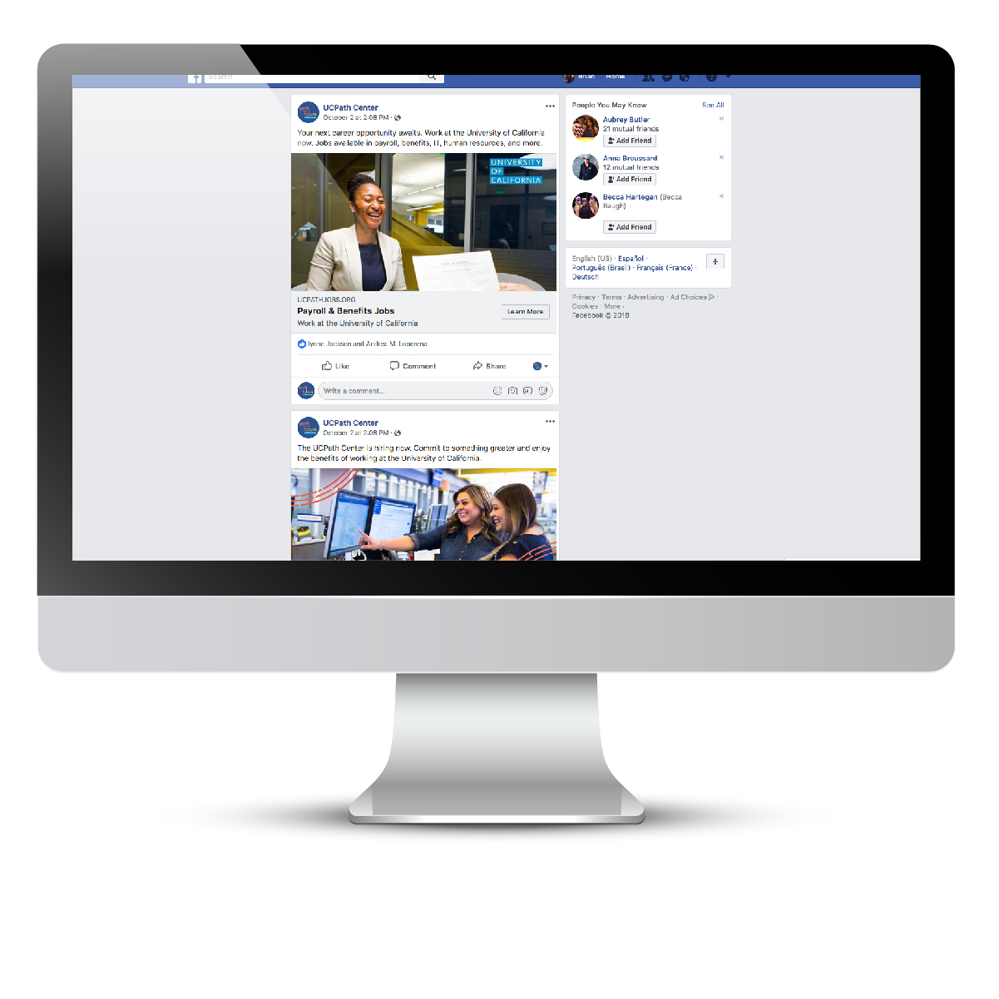 Search
Brian Home
UCPath Center
October 2 at 2:08 PM ·
Your next career opportunity awaits. Work at the University of California
now. Jobs available in payroll, benefits, IT, human resources, and more.
UNIVERSITY
OF
CALIFORNIA
UCPATHJOBS.ORG
Payroll & Benefits Jobs
Work at the University of California
Learn More
Iyone Jackson and Andrea M. Loperena
Like Comment Share
Write a comment...
UCPath Center
October 2 at 2:08 PM ·
The UCPath Center is hiring now. Commit to something greater and enjoy
the benefits of working at the University of California.
People You May Know See All
Aubrey Butler
21 mutual friends
Add Friend
Anna Broussard
12 mutual friends
Add Friend
Becca Hartegan (Becca
Baugh)
Add Friend
English (US) · Español ·
Português (Brasil) · Français (France) ·
Deutsch
Privacy · Terms · Advertising · Ad Choices ·
Cookies · More ·
Facebook © 2018